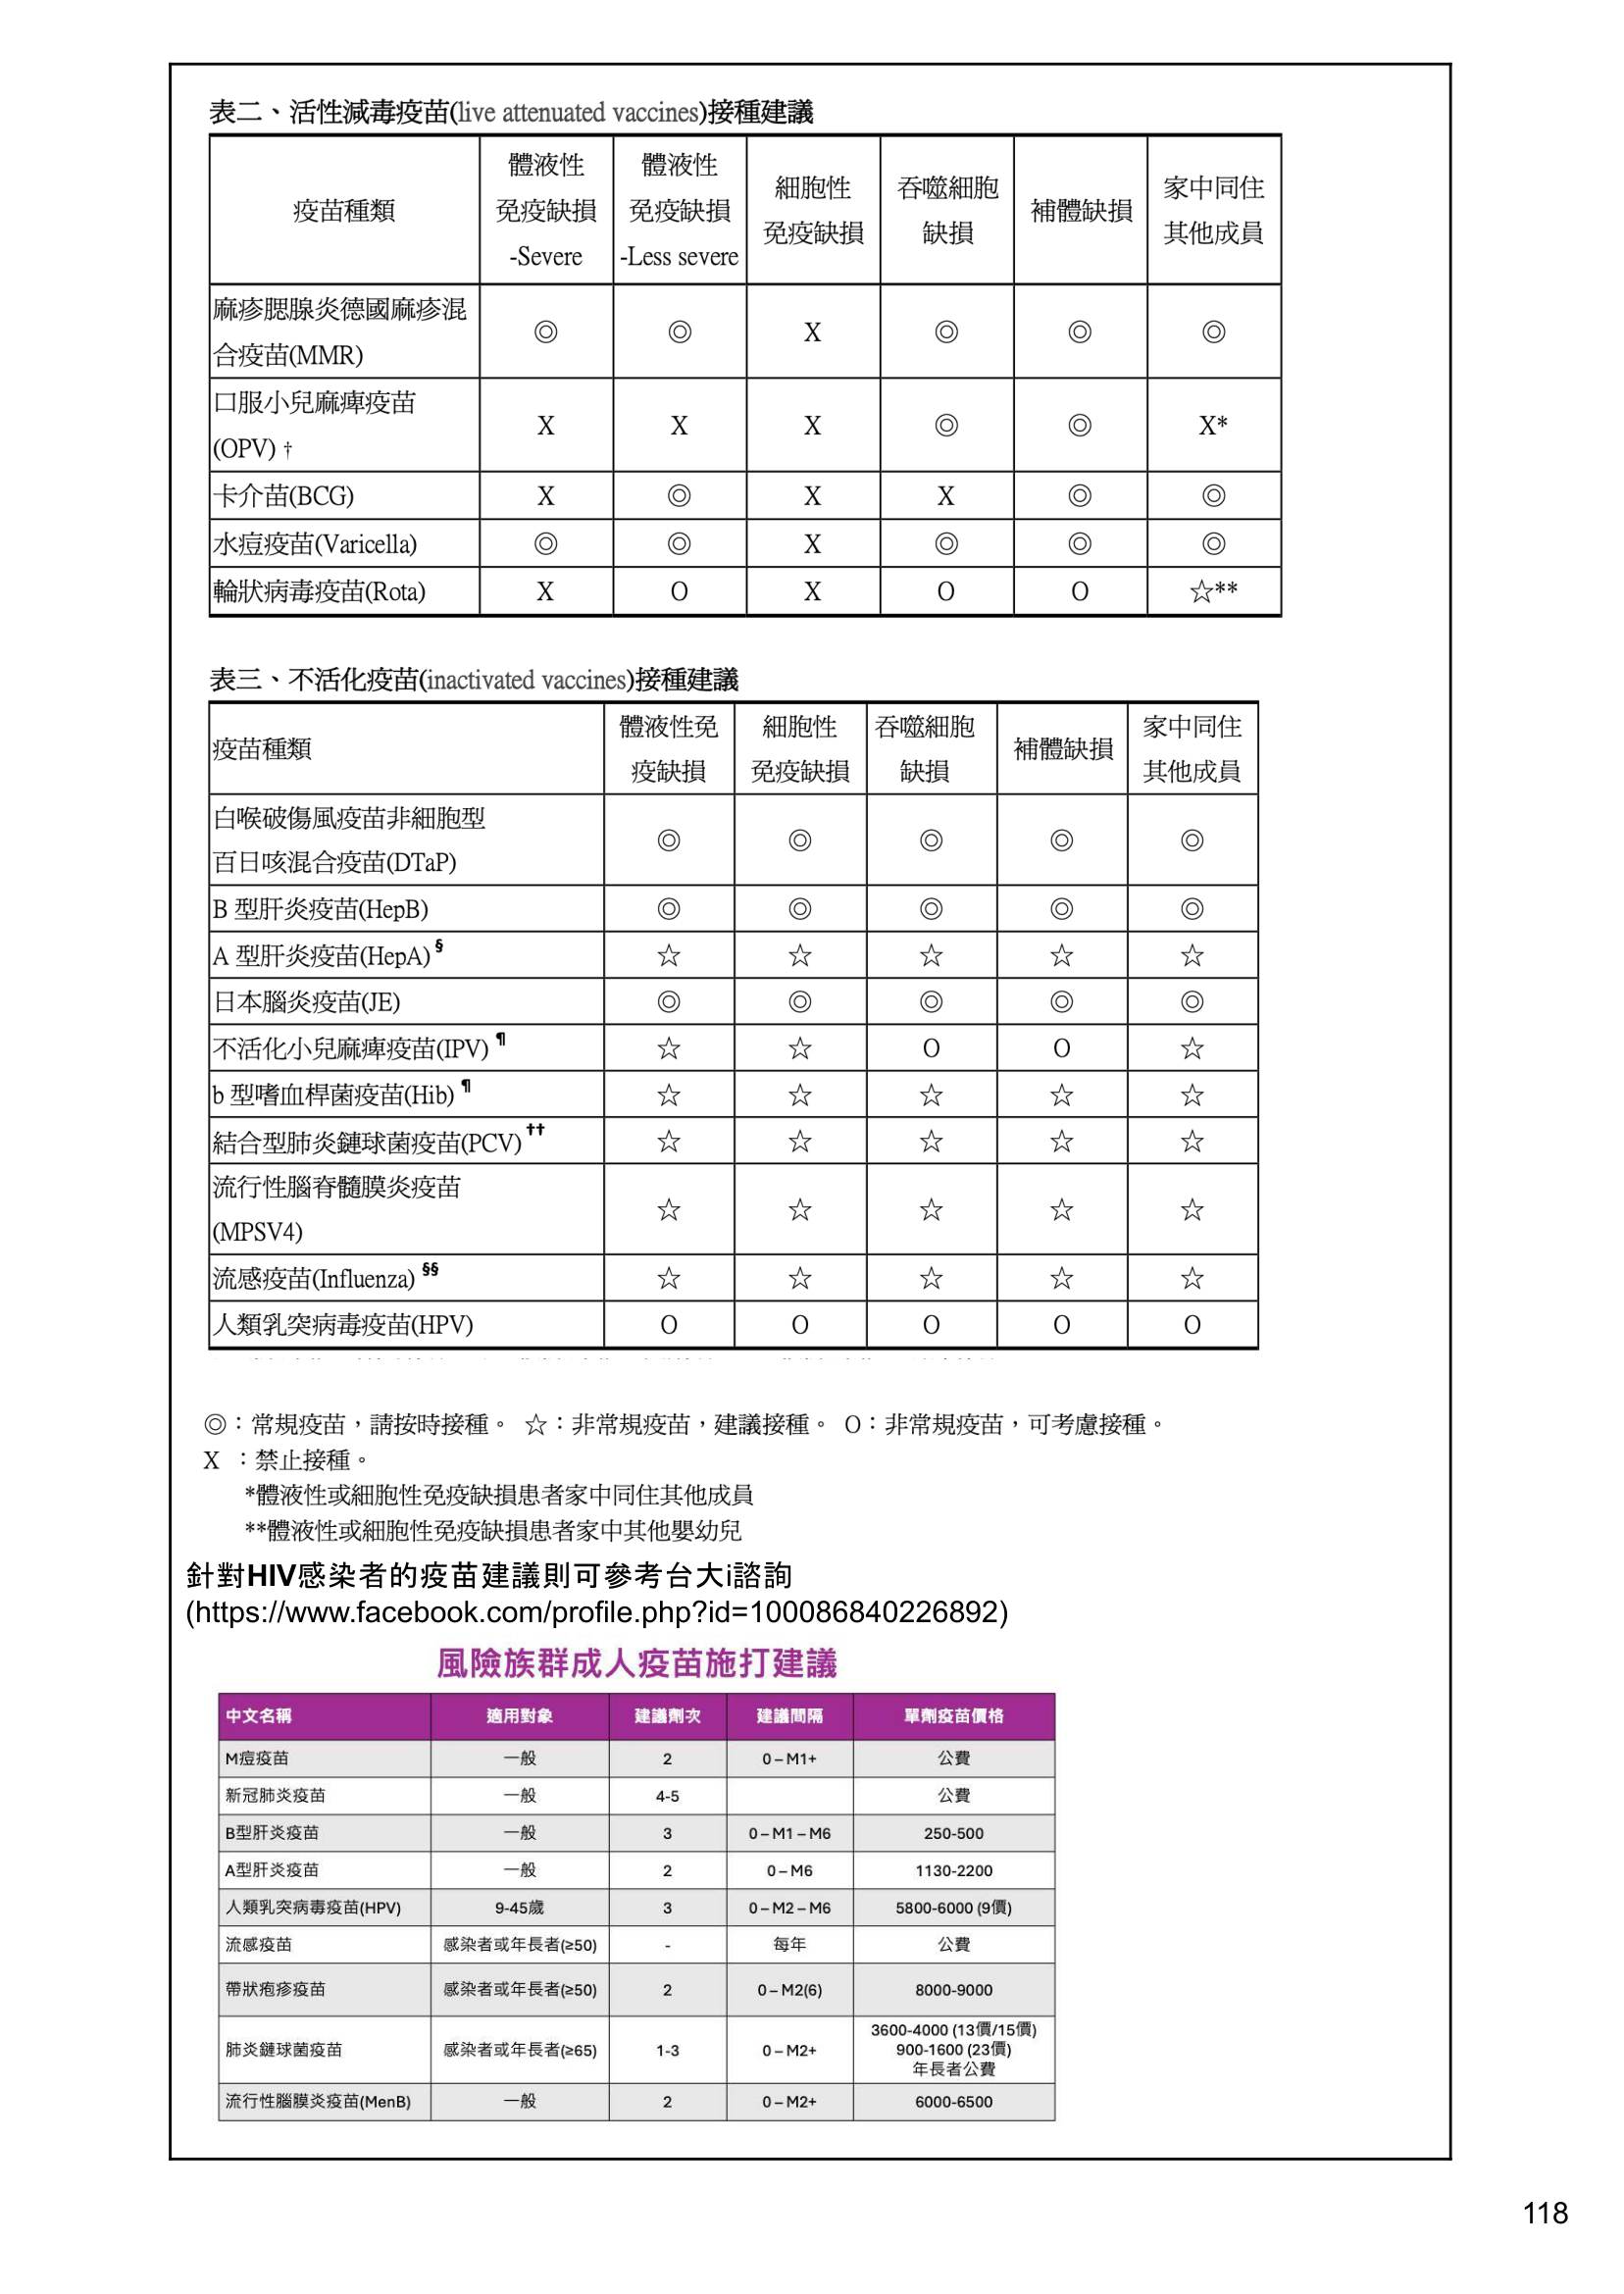 表二、活性減毒疫苗(live attenuated vaccines)接種建議
疫苗種類 體液性免疫缺損-Severe 體液性免疫缺損-Less severe 細胞性免疫缺損 吞噬細胞缺損 補體缺損 家中同住其他成員
麻疹腮腺炎德國麻疹混合疫苗(MMR) ◎ ◎ X ◎ ◎ ◎
口服小兒麻痺疫苗(OPV) † X X X ◎ ◎ X*
卡介苗(BCG) X ◎ X X ◎ ◎
水痘疫苗(Varicella) ◎ ◎ X ◎ ◎ ◎
輪狀病毒疫苗(Rota) X O X O O ☆**
表三、不活化疫苗(inactivated vaccines)接種建議
疫苗種類 體液性免疫缺損 細胞性免疫缺損 吞噬細胞缺損 補體缺損 家中同住其他成員
白喉破傷風疫苗非細胞型百日咳混合疫苗(DTaP) ◎ ◎ ◎ ◎ ◎
B 型肝炎疫苗(HepB) ◎ ◎ ◎ ◎ ◎
A 型肝炎疫苗(HepA) § ☆ ☆ ☆ ☆ ☆
日本腦炎疫苗(JE) ◎ ◎ ◎ ◎ ◎
不活化小兒麻痺疫苗(IPV) ¶ ☆ ☆ O O ☆
b 型嗜血桿菌疫苗(Hib) ¶ ☆ ☆ ☆ ☆ ☆
結合型肺炎鏈球菌疫苗(PCV) †† ☆ ☆ ☆ ☆ ☆
流行性腦脊髓膜炎疫苗(MPSV4) ☆ ☆ ☆ ☆ ☆
流感疫苗(Influenza) §§ ☆ ☆ ☆ ☆ ☆
人類乳突病毒疫苗(HPV) O O O O O
◎：常規疫苗，請按時接種。 ☆：非常規疫苗，建議接種。 O：非常規疫苗，可考慮接種。
X ：禁止接種。
*體液性或細胞性免疫缺損患者家中同住其他成員
**體液性或細胞性免疫缺損患者家中其他嬰幼兒
針對HIV感染者的疫苗建議則可參考台大i諮詢
(https://www.facebook.com/profile.php?id=100086840226892)
風險族群成人疫苗施打建議
中文名稱 適用對象 建議劑次 建議間隔 單劑疫苗價格
M痘疫苗 一般 2 0 – M1+ 公費
新冠肺炎疫苗 一般 4-5 公費
B型肝炎疫苗 一般 3 0 – M1 – M6 250-500
A型肝炎疫苗 一般 2 0 – M6 1130-2200
人類乳突病毒疫苗(HPV) 9-45歲 3 0 – M2 – M6 5800-6000 (9價)
流感疫苗 感染者或年長者(≥50) - 每年 公費
帶狀疱疹疫苗 感染者或年長者(≥50) 2 0 – M2(6) 8000-9000
肺炎鏈球菌疫苗 感染者或年長者(≥65) 1-3 0 – M2+ 3600-4000 (13價/15價) 900-1600 (23價) 年長者公費
流行性腦膜炎疫苗(MenB) 一般 2 0 – M2+ 6000-6500
118